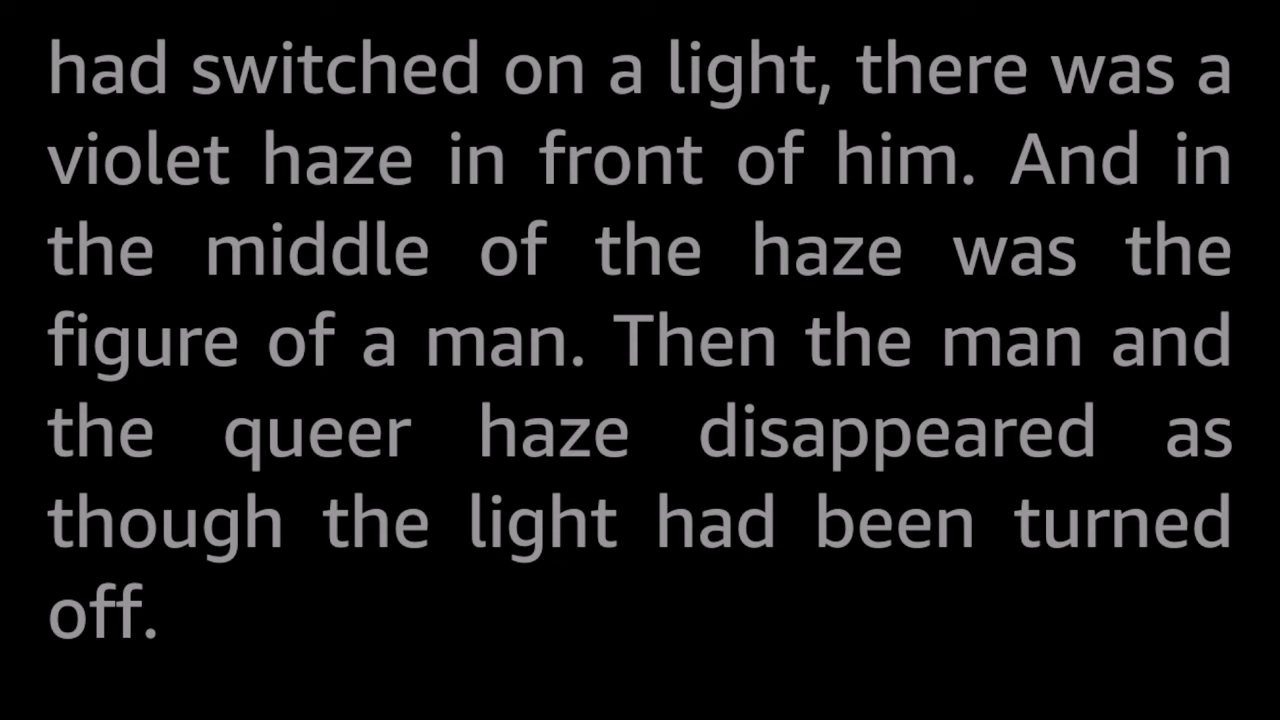 had switched on a light, there was a
violet haze in front of him. And in
the middle of the haze was the
figure of a man. Then the man and
the queer haze disappeared as
though the light had been turned
off.